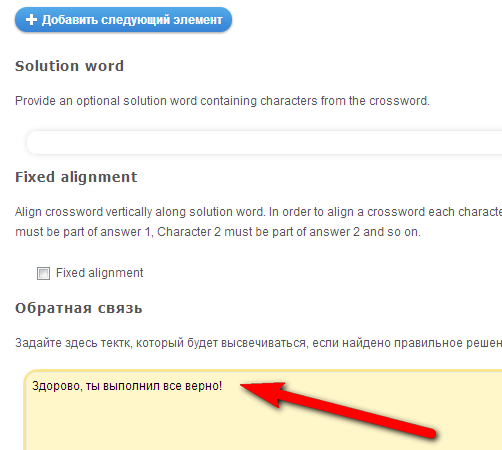 Добавить следующий элемент
Solution word
Provide an optional solution word containing characters from the crossword.
Fixed alignment
Align crossword vertically along solution word. In order to align a crossword each characte
must be part of answer 1, Character 2 must be part of answer 2 and so on.
Fixed alignment
Обратная связь
Задайте здесь тектк, который будет высвечиваться, если найдено правильное решен
Здорово, ты выполнил все верно!